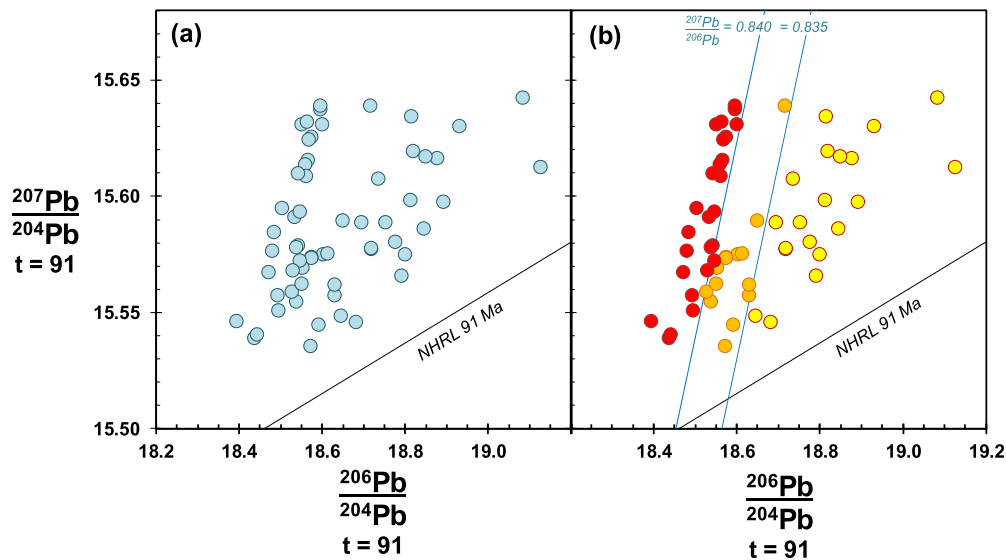 (a)
(b)
²⁰⁷Pb
²⁰⁶Pb
= 0.840 = 0.835
15.65
15.60
15.55
15.50
²⁰⁷Pb
²⁰⁴Pb
t = 91
NHRL 91 Ma
NHRL 91 Ma
18.2 18.4 18.6 18.8 19.0
18.4 18.6 18.8 19.0 19.2
²⁰⁶Pb
²⁰⁴Pb
t = 91
²⁰⁶Pb
²⁰⁴Pb
t = 91